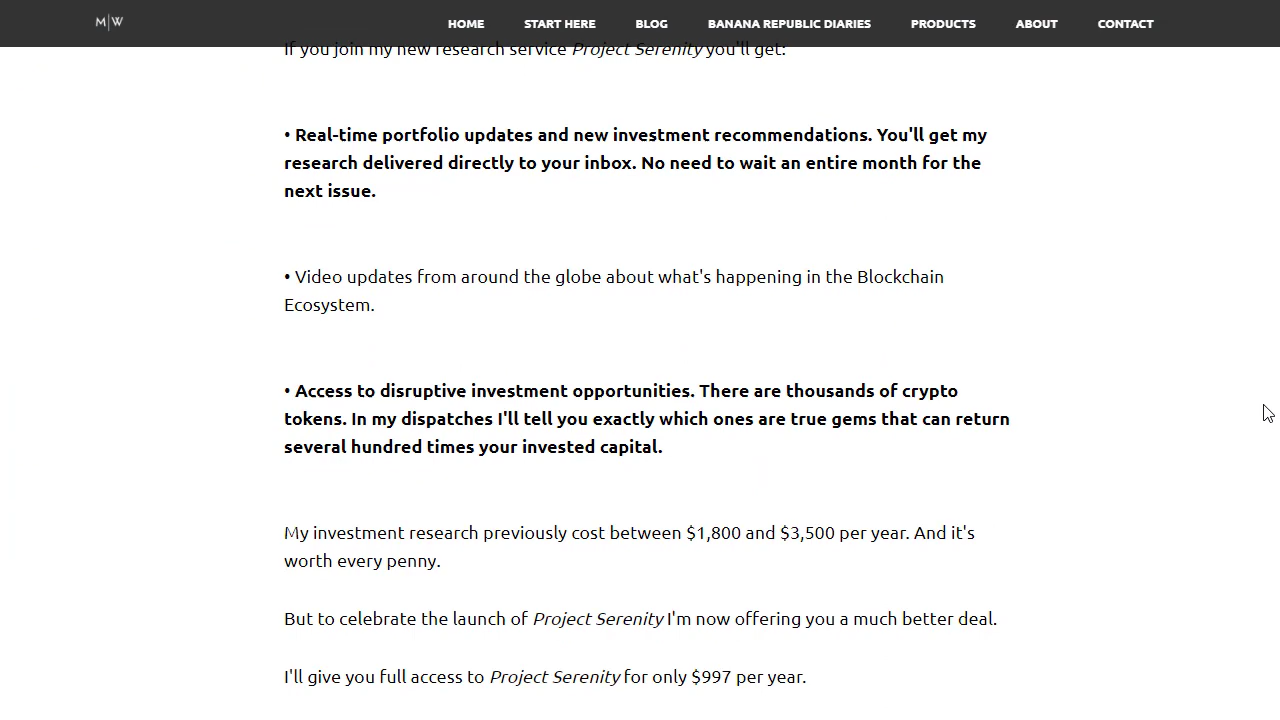 M|W
HOME START HERE BLOG BANANA REPUBLIC DIARIES PRODUCTS ABOUT CONTACT
If you join my new research service Project Serenity you'll get:
• Real-time portfolio updates and new investment recommendations. You'll get my
research delivered directly to your inbox. No need to wait an entire month for the
next issue.
• Video updates from around the globe about what's happening in the Blockchain
Ecosystem.
• Access to disruptive investment opportunities. There are thousands of crypto
tokens. In my dispatches I'll tell you exactly which ones are true gems that can return
several hundred times your invested capital.
My investment research previously cost between $1,800 and $3,500 per year. And it's
worth every penny.
But to celebrate the launch of Project Serenity I'm now offering you a much better deal.
I'll give you full access to Project Serenity for only $997 per year.